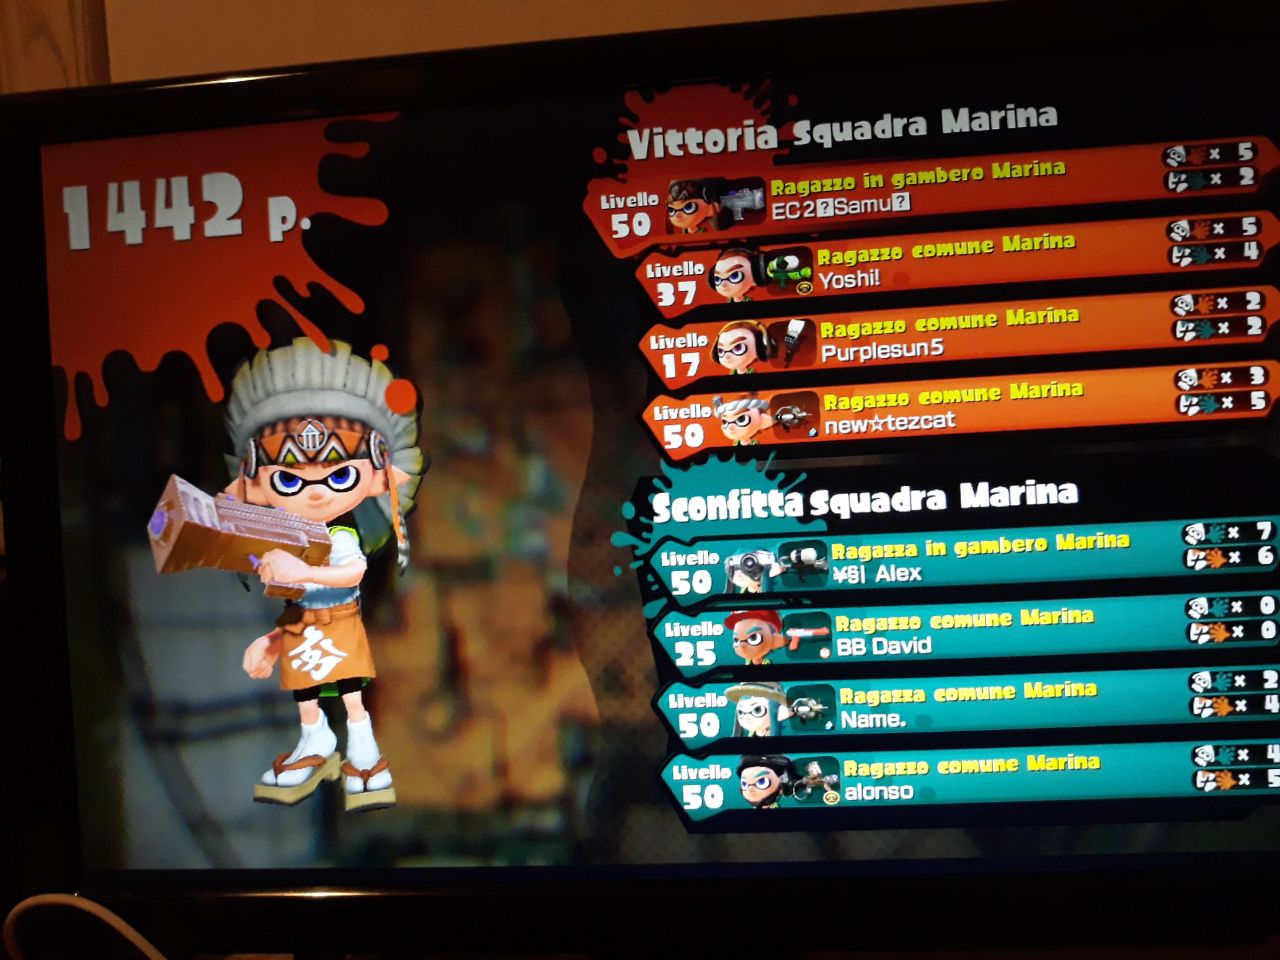 1442 p.
Vittoria Squadra Marina
Livello 50 Ragazzo in gambero Marina × 5
EC2?Samu? × 2
Livello 37 Ragazzo comune Marina × 5
Yoshi! × 4
Livello 17 Ragazzo comune Marina × 2
Purplesun5 × 2
Livello 50 Ragazzo comune Marina × 3
new☆tezcat × 5
Sconfitta Squadra Marina
Livello 50 Ragazza in gambero Marina × 7
¥§| Alex × 6
Livello 25 Ragazzo comune Marina × 0
BB David × 0
Livello 50 Ragazza comune Marina × 2
Name. × 4
Livello 50 Ragazzo comune Marina × 4
alonso × 5